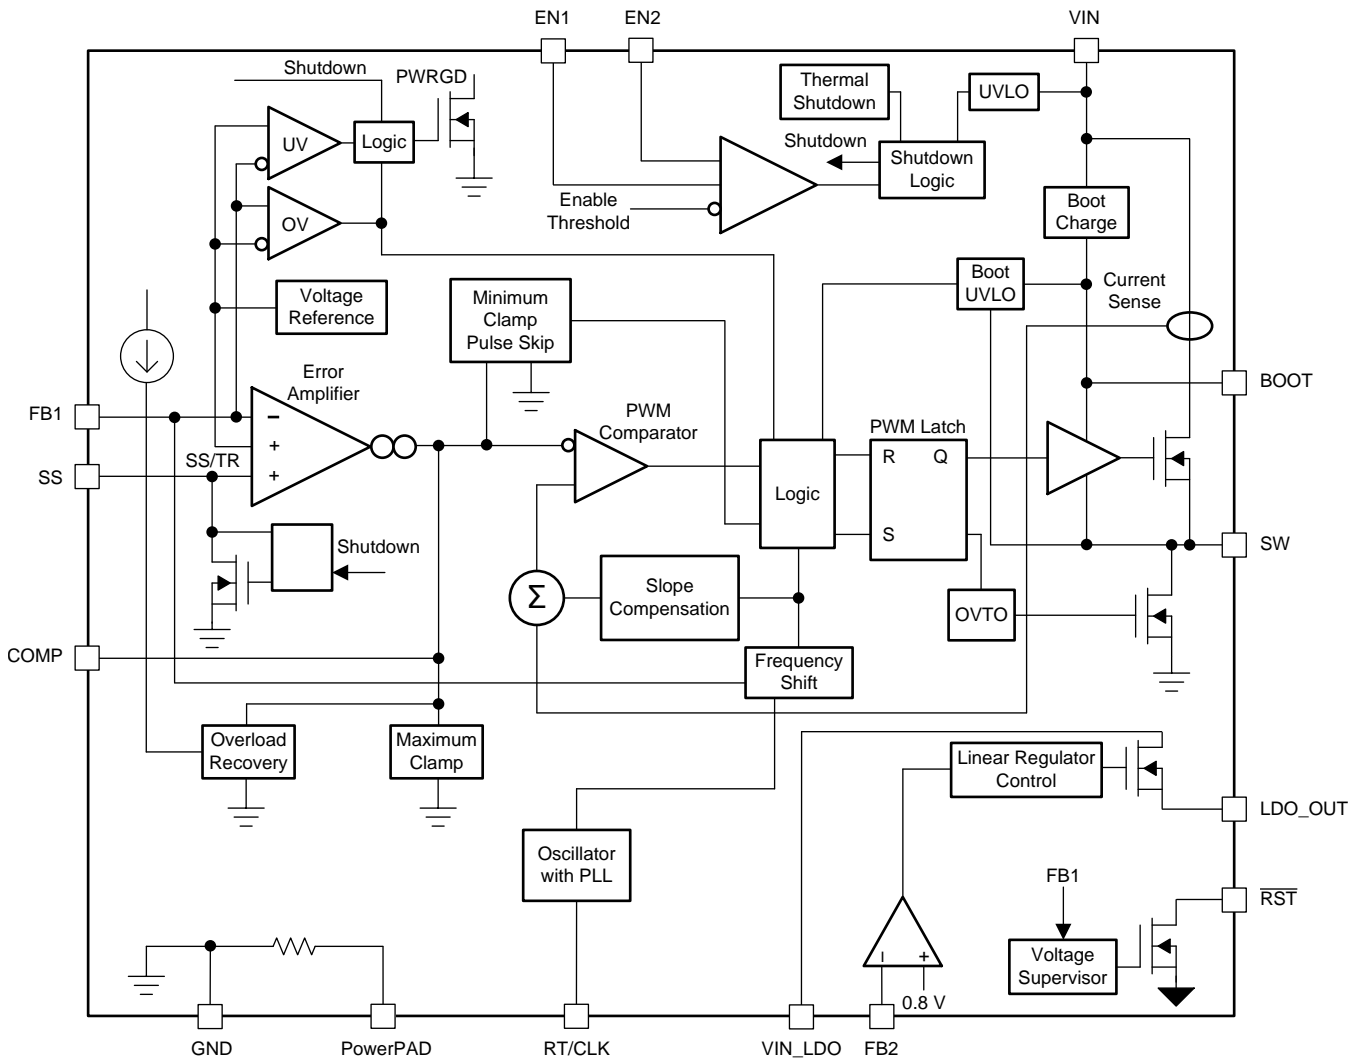 EN1
EN2
VIN
Shutdown
PWRGD
Thermal
Shutdown
UVLO
UV
Logic
Shutdown
Shutdown
Logic
Enable
Threshold
Boot
Charge
OV
Voltage
Reference
Minimum
Clamp
Pulse Skip
Boot
UVLO
Current
Sense
Error
Amplifier
BOOT
FB1
−
+
+
SS/TR
SS
PWM
Comparator
PWM Latch
R
Q
S
Logic
Shutdown
SW
Σ
Slope
Compensation
OVTO
COMP
Frequency
Shift
Overload
Recovery
Maximum
Clamp
Linear Regulator
Control
LDO_OUT
Oscillator
with PLL
FB1
RST
Voltage
Supervisor
−
+
0.8 V
GND
PowerPAD
RT/CLK
VIN_LDO
FB2